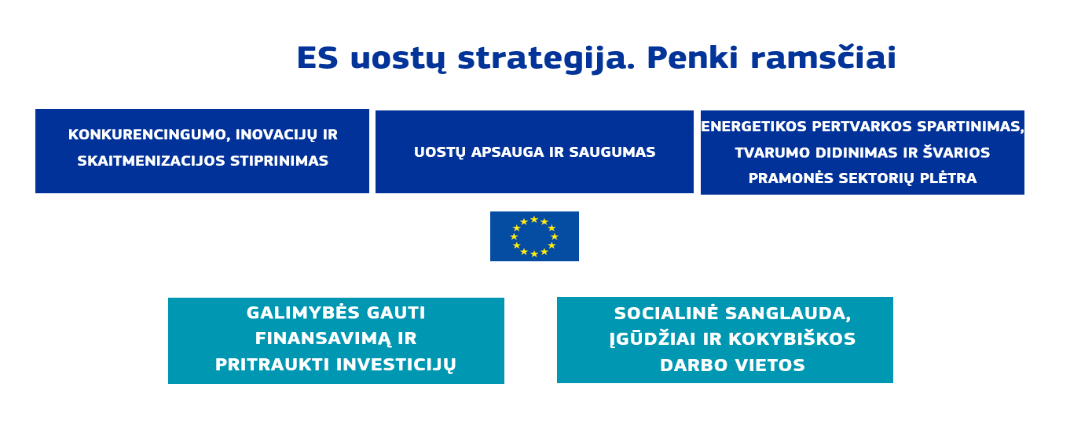 ES uostų strategija. Penki ramsčiai
KONKURENCINGUMO, INOVACIJŲ IR
SKAITMENIZACIJOS STIPRINIMAS
UOSTŲ APSAUGA IR SAUGUMAS
ENERGETIKOS PERTVARKOS SPARTINIMAS,
TVARUMO DIDINIMAS IR ŠVARIOS
PRAMONĖS SEKTORIŲ PLĖTRA
GALIMYBĖS GAUTI
FINANSAVIMĄ IR
PRITRAUKTI INVESTICIJŲ
SOCIALINĖ SANGLAUDA,
ĮGŪDŽIAI IR KOKYBIŠKOS
DARBO VIETOS